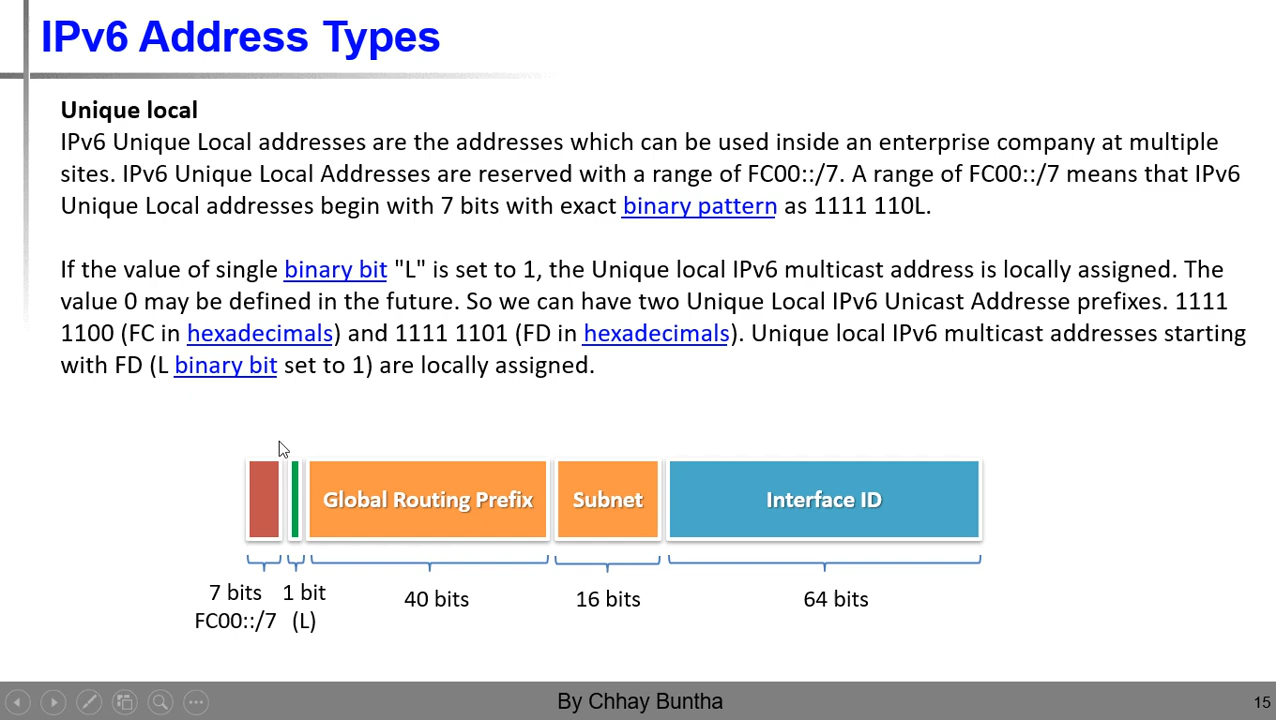 IPv6 Address Types
Unique local
IPv6 Unique Local addresses are the addresses which can be used inside an enterprise company at multiple
sites. IPv6 Unique Local Addresses are reserved with a range of FC00::/7. A range of FC00::/7 means that IPv6
Unique Local addresses begin with 7 bits with exact binary pattern as 1111 110L.
If the value of single binary bit "L" is set to 1, the Unique local IPv6 multicast address is locally assigned. The
value 0 may be defined in the future. So we can have two Unique Local IPv6 Unicast Addresse prefixes. 1111
1100 (FC in hexadecimals) and 1111 1101 (FD in hexadecimals). Unique local IPv6 multicast addresses starting
with FD (L binary bit set to 1) are locally assigned.
Global Routing Prefix Subnet Interface ID
7 bits 1 bit 40 bits 16 bits 64 bits
FC00::/7 (L)
By Chhay Buntha 15